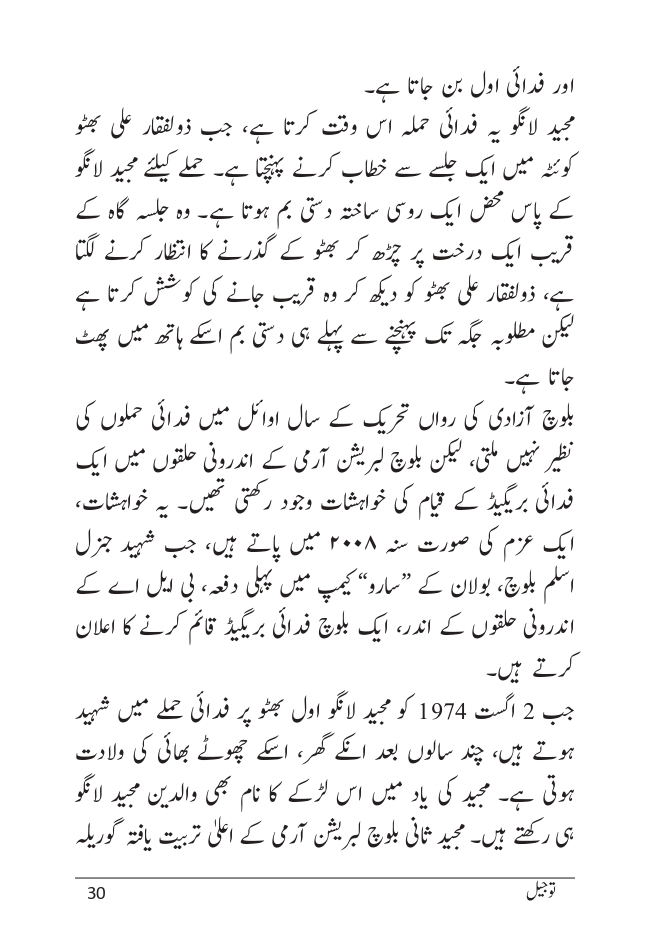 اور فدائی اول بن جاتا ہے۔
مجید لانگو یہ فدائی حملہ اس وقت کرتا ہے، جب ذولفقار علی بھٹو
کوئٹہ میں ایک جلسے سے خطاب کرنے پہنچتا ہے۔ حملے کیلئے مجید لانگو
کے پاس محض ایک روسی ساختہ دستی بم ہوتا ہے۔ وہ جلسہ گاہ کے
قریب ایک درخت پر چڑھ کر بھٹو کے گذرنے کا انتظار کرنے لگتا
ہے، ذولفقار علی بھٹو کو دیکھ کر وہ قریب جانے کی کوشش کرتا ہے
لیکن مطلوبہ جگہ تک پہنچنے سے پہلے ہی دستی بم اسکے ہاتھ میں پھٹ
جاتا ہے۔
بلوچ آزادی کی رواں تحریک کے سال اوائل میں فدائی حملوں کی
نظیر نہیں ملتی، لیکن بلوچ لبریشن آرمی کے اندرونی حلقوں میں ایک
فدائی بریگیڈ کے قیام کی خواہشات وجود رکھتی تھیں۔ یہ خواہشات،
ایک عزم کی صورت سنہ ۲۰۰۸ میں پاتے ہیں، جب شہید جنرل
اسلم بلوچ، بولان کے ”سارو“ کیمپ میں پہلی دفعہ، بی ایل اے کے
اندرونی حلقوں کے اندر، ایک بلوچ فدائی بریگیڈ قائم کرنے کا اعلان
کرتے ہیں۔
جب 2 اگست 1974 کو مجید لانگو اول بھٹو پر فدائی حملے میں شہید
ہوتے ہیں، چند سالوں بعد انکے گھر، اسکے چھوٹے بھائی کی ولادت
ہوتی ہے۔ مجید کی یاد میں اس لڑکے کا نام بھی والدین مجید لانگو
ہی رکھتے ہیں۔ مجید ثانی بلوچ لبریشن آرمی کے اعلیٰ تربیت یافتہ گوریلہ
توجیل
30